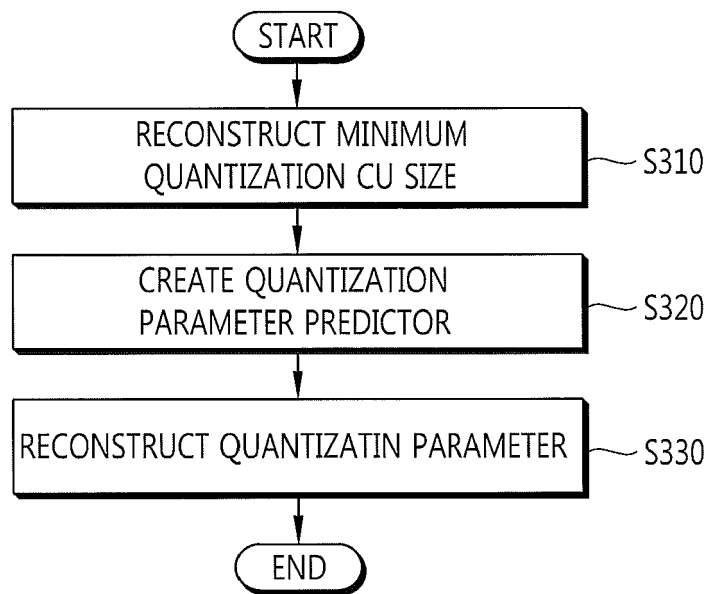 START
RECONSTRUCT MINIMUM
QUANTIZATION CU SIZE
S310
CREATE QUANTIZATION
PARAMETER PREDICTOR
S320
RECONSTRUCT QUANTIZATIN PARAMETER
S330
END